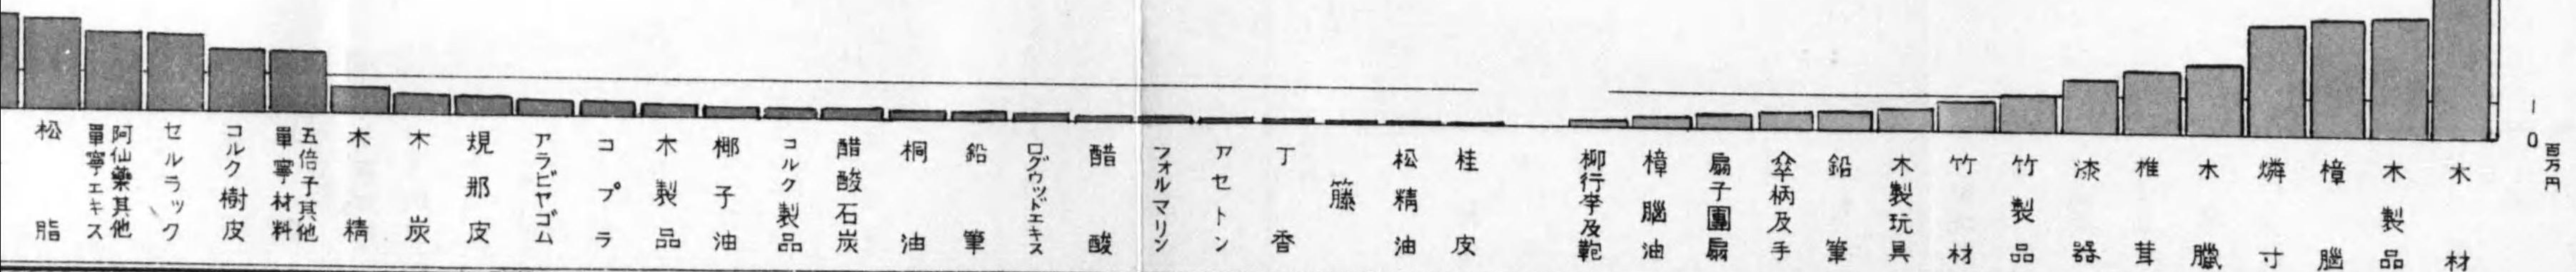 百万円
1
0
木材
木製品
樟腦
燐寸
木臘
椎茸
漆器
竹製品
竹材
木製玩具
鉛筆
傘柄及手
扇子團扇
樟腦油
柳行李及鞄
桂皮
松精油
籐
丁香
アセトン
フォルマリン
醋酸
ログウッドエキス
鉛筆
桐油
醋酸石炭
コルク製品
椰子油
木製品
コプラ
アラビヤゴム
規那皮
木炭
木精
五倍子其他
單寧材料
コルク樹皮
セルラック
阿仙藥其他
單寧エキス
松脂